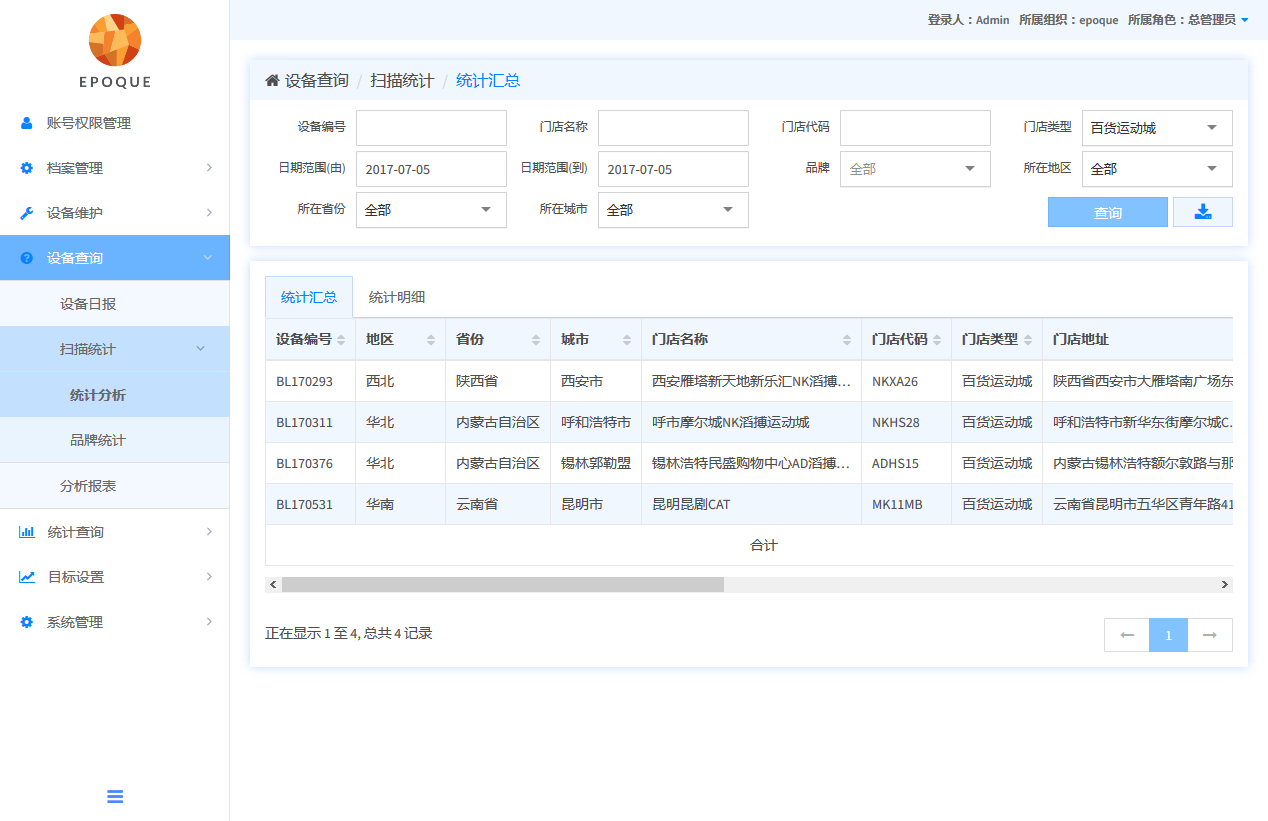 登录人：Admin 所属组织：epoque 所属角色：总管理员
EPOQUE
账号权限管理
档案管理
设备维护
设备查询
设备日报
扫描统计
统计分析
品牌统计
分析报表
统计查询
目标设置
系统管理
设备查询 / 扫描统计 / 统计汇总
设备编号 门店名称 门店代码 门店类型 百货运动城
日期范围(由) 2017-07-05 日期范围(到) 2017-07-05 品牌 全部 所在地区 全部
所在省份 全部 所在城市 全部 查询
统计汇总 统计明细
设备编号 地区 省份 城市 门店名称 门店代码 门店类型 门店地址
BL170293 西北 陕西省 西安市 西安雁塔新天地新乐汇NK滔搏... NKXA26 百货运动城 陕西省西安市大雁塔南广场东
BL170311 华北 内蒙古自治区 呼和浩特市 呼市摩尔城NK滔搏运动城 NKHS28 百货运动城 呼和浩特市新华东街摩尔城C.
BL170376 华北 内蒙古自治区 锡林郭勒盟 锡林浩特民盛购物中心AD滔搏... ADHS15 百货运动城 内蒙古锡林浩特额尔敦路与那
BL170531 华南 云南省 昆明市 昆明昆剧CAT MK11MB 百货运动城 云南省昆明市五华区青年路41
合计
正在显示 1 至 4, 总共 4 记录
← 1 →